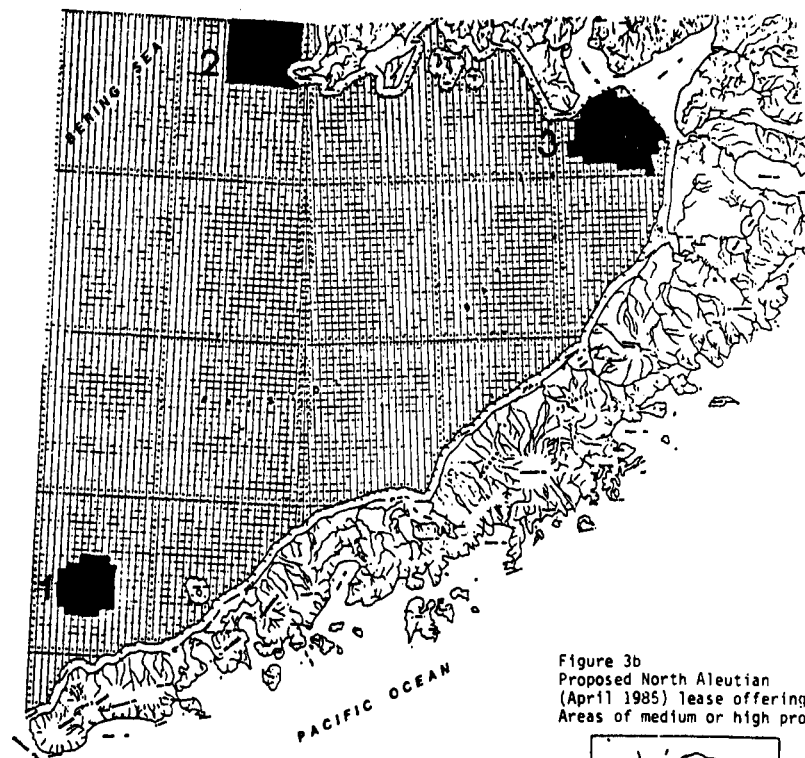 BERING SEA
2
3
1
PACIFIC OCEAN
Figure 3b
Proposed North Aleutian
(April 1985) lease offering
Areas of medium or high pro